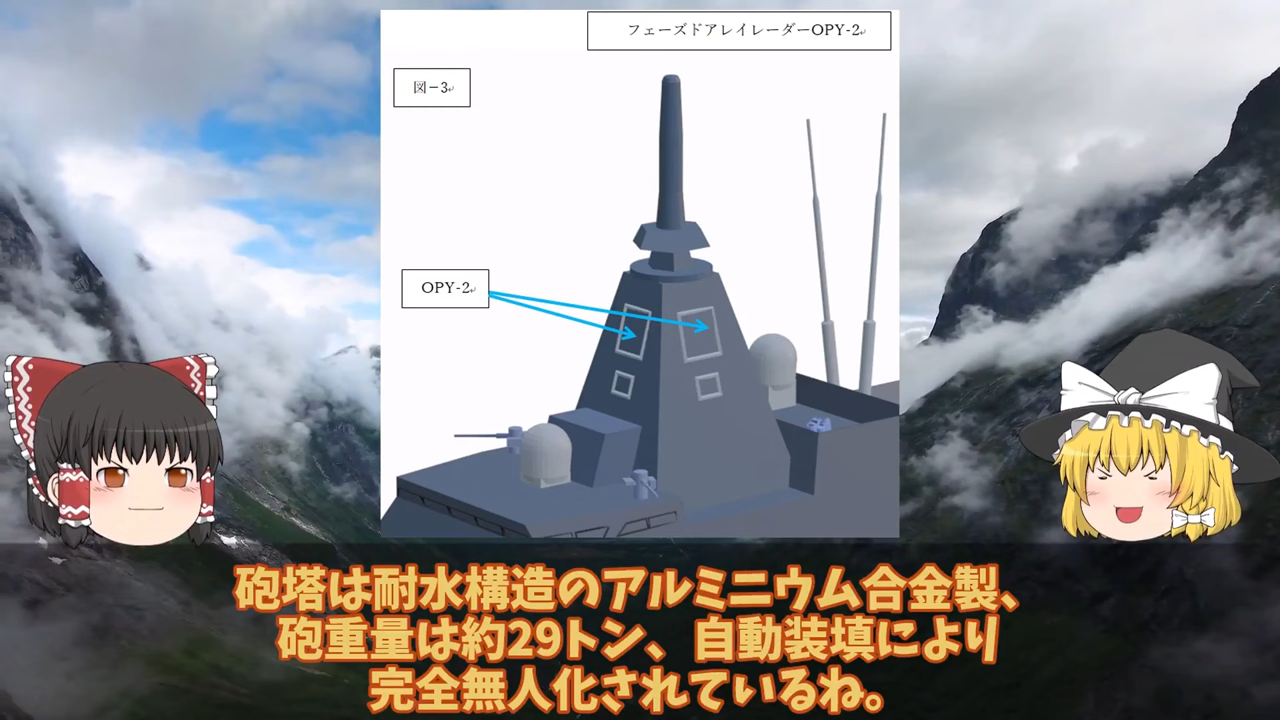 フェーズドアレイレーダーOPY-2
図－3
OPY-2
砲塔は耐水構造のアルミニウム合金製、
砲重量は約29トン、自動装填により
完全無人化されているね。